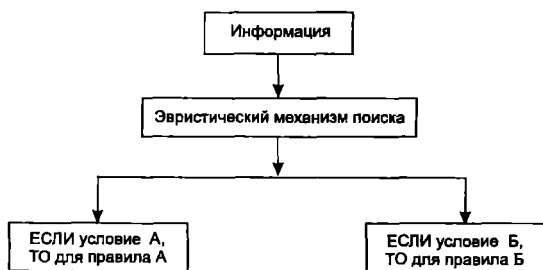 Информация
Эвристический механизм поиска
ЕСЛИ условие А,
ТО для правила А
ЕСЛИ условие Б,
ТО для правила Б